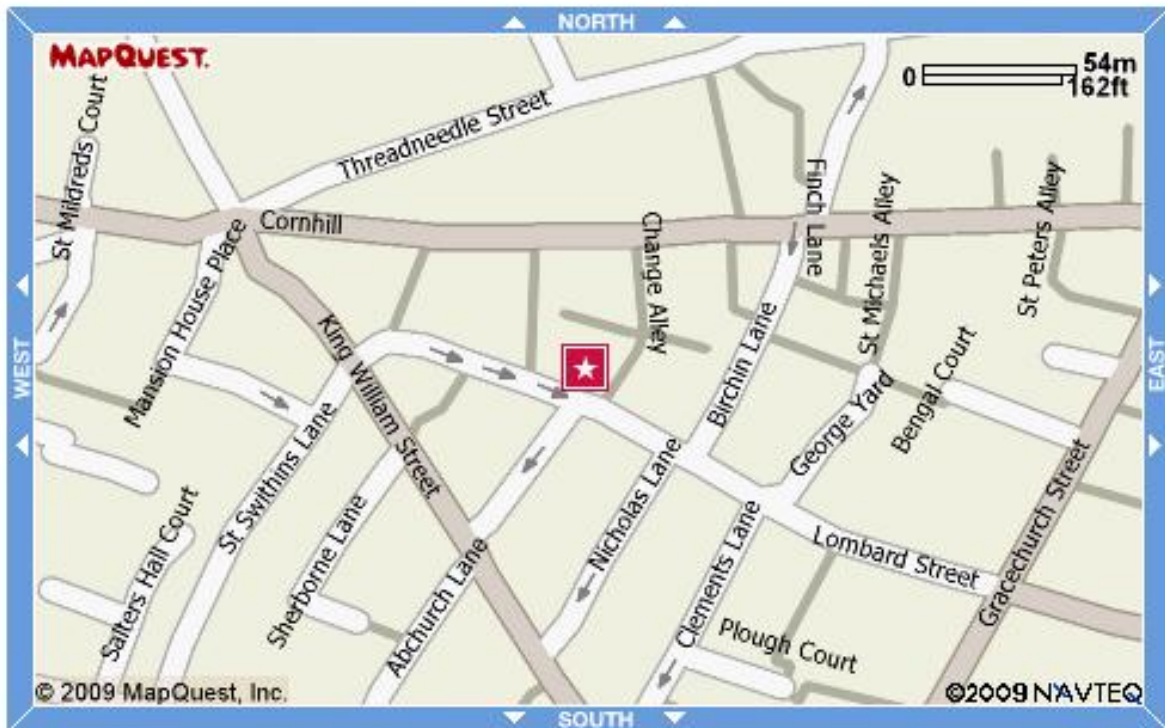 NORTH
MAPQUEST.
54m
0
162ft
St Mildreds Court
Threadneedle Street
Finch Lane
St Michaels Alley
St Peters Alley
Cornhill
Change Alley
Mansion House Place
King William Street
Birchin Lane
WEST
EAST
George Yard
Bengal Court
St Swithins Lane
Nicholas Lane
Gracechurch Street
Salters Hall Court
Sherborne Lane
Abchurch Lane
Clements Lane
Lombard Street
Plough Court
© 2009 MapQuest, Inc.
©2009 NAVTEQ
SOUTH